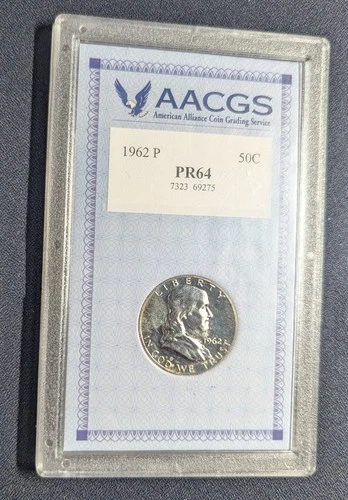 AACGS
American Alliance Coin Grading Service
1962 P 50C
PR64
7323 69275
LIBERTY
1962
IN GOD WE TRUST